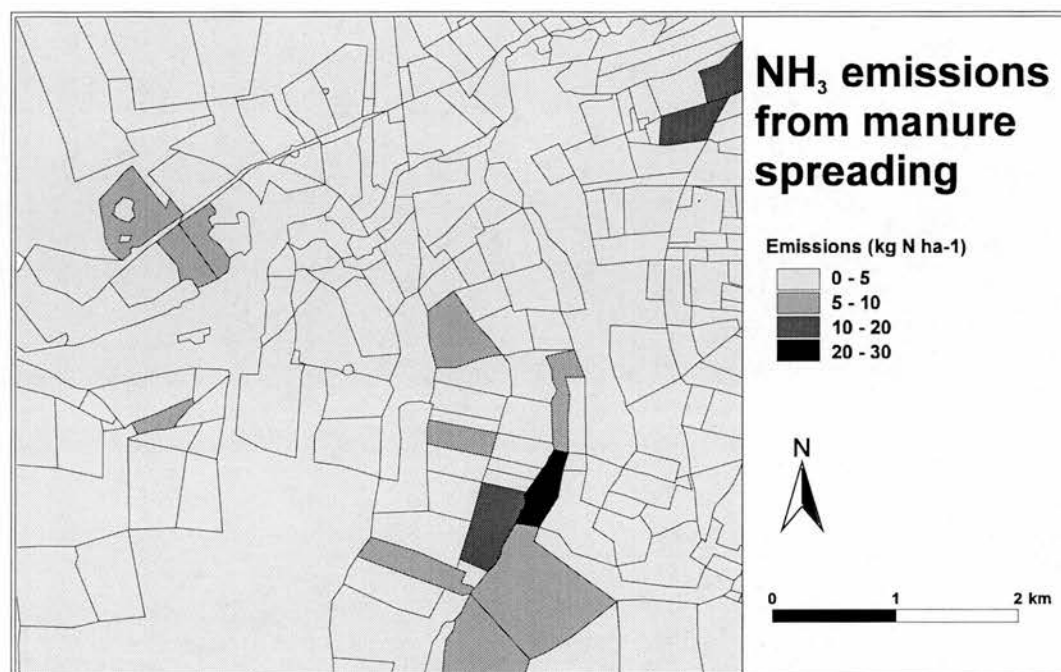 NH₃ emissions
from manure
spreading
Emissions (kg N ha-1)
0 - 5
5 - 10
10 - 20
20 - 30
N
0 1 2 km